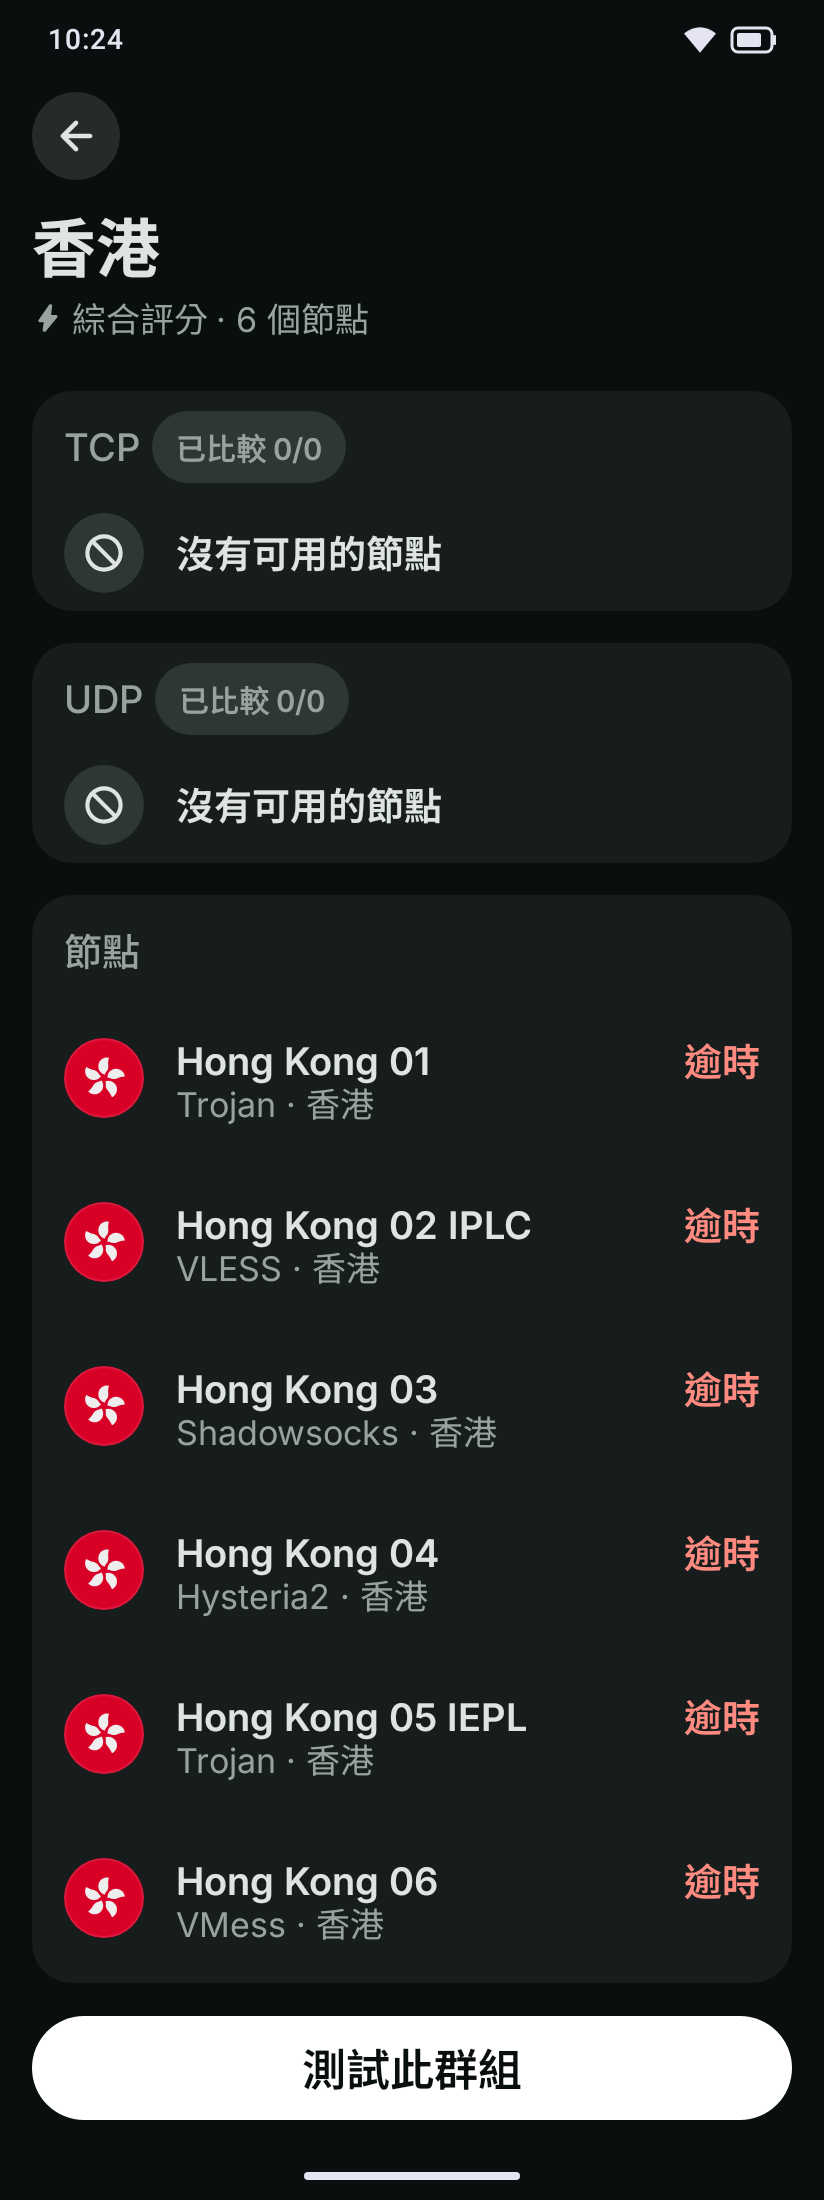 10:24
香港
綜合評分 · 6 個節點
TCP 已比較 0/0
沒有可用的節點
UDP 已比較 0/0
沒有可用的節點
節點
Hong Kong 01 逾時
Trojan · 香港
Hong Kong 02 IPLC 逾時
VLESS · 香港
Hong Kong 03 逾時
Shadowsocks · 香港
Hong Kong 04 逾時
Hysteria2 · 香港
Hong Kong 05 IEPL 逾時
Trojan · 香港
Hong Kong 06 逾時
VMess · 香港
測試此群組